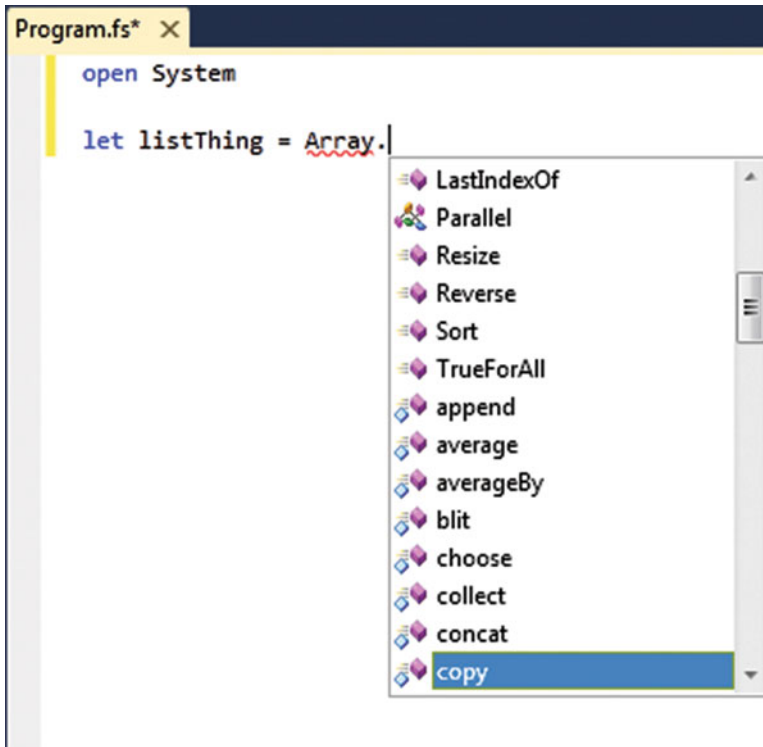 Program.fs* ×
open System
let listThing = Array.
LastIndexOf
Parallel
Resize
Reverse
Sort
TrueForAll
append
average
averageBy
blit
choose
collect
concat
copy